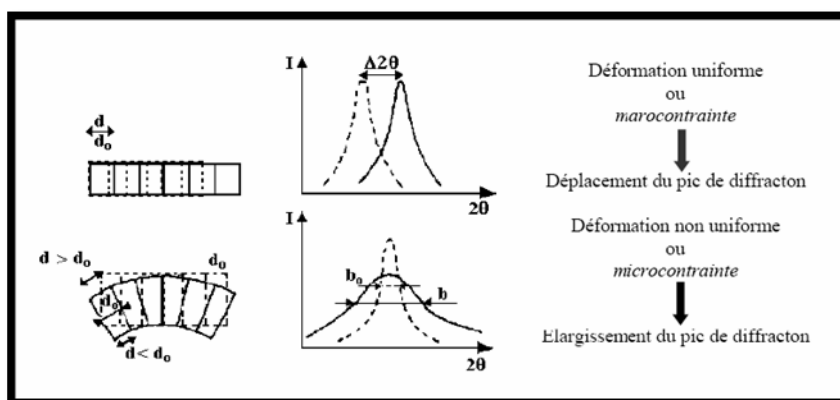 d
d₀
I
Δ2θ
2θ
Déformation uniforme
ou
marocontrainte
Déplacement du pic de diffracton
d > d₀
d₀
d₀
d < d₀
I
b₀
b
2θ
Déformation non uniforme
ou
microcontrainte
Elargissement du pic de diffracton